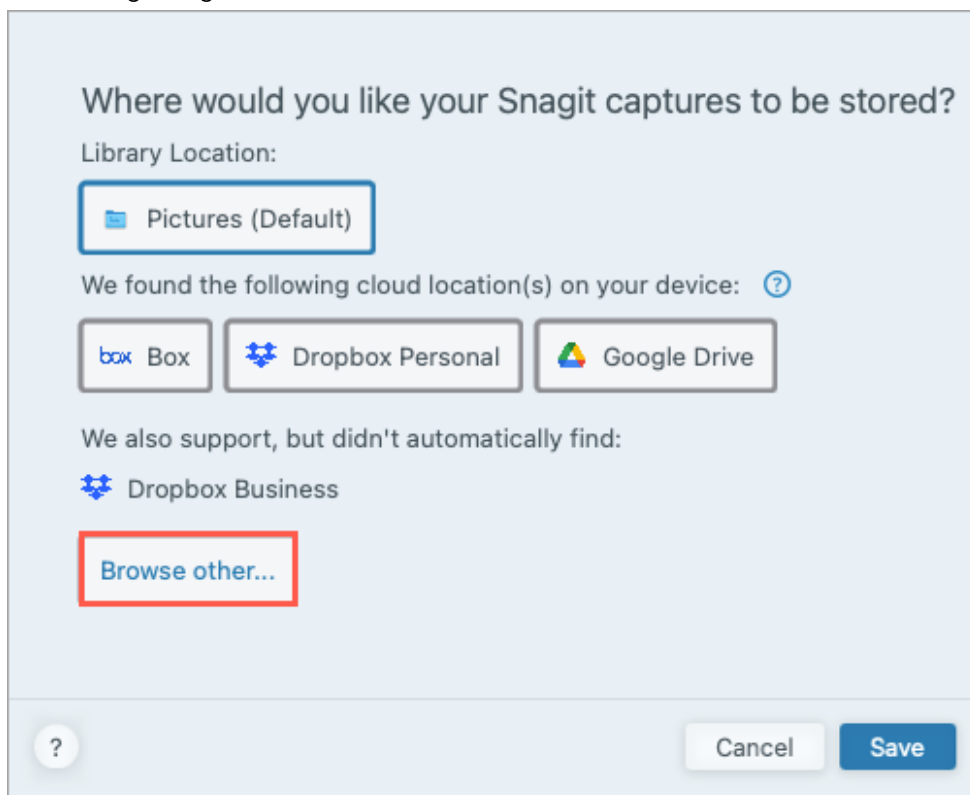 Where would you like your Snagit captures to be stored?
Library Location:
Pictures (Default)
We found the following cloud location(s) on your device: ?
box Box Dropbox Personal Google Drive
We also support, but didn't automatically find:
Dropbox Business
Browse other...
? Cancel Save